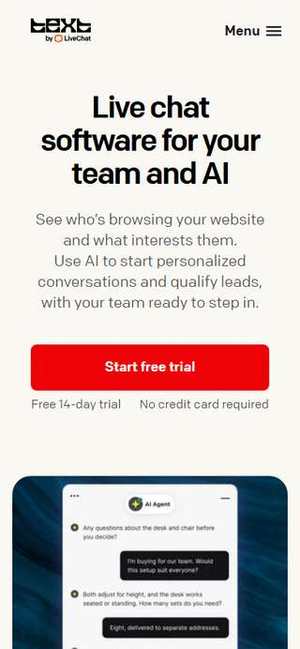 text
by LiveChat
Menu
Live chat
software for your
team and AI
See who's browsing your website
and what interests them.
Use AI to start personalized
conversations and qualify leads,
with your team ready to step in.
Start free trial
Free 14-day trial
No credit card required
AI Agent
Any questions about the desk and chair before
you decide?
I'm buying for our team. Would
this setup suit everyone?
Both adjust for height, and the desk works
seated or standing. How many sets do you need?
Eight, delivered to separate addresses.